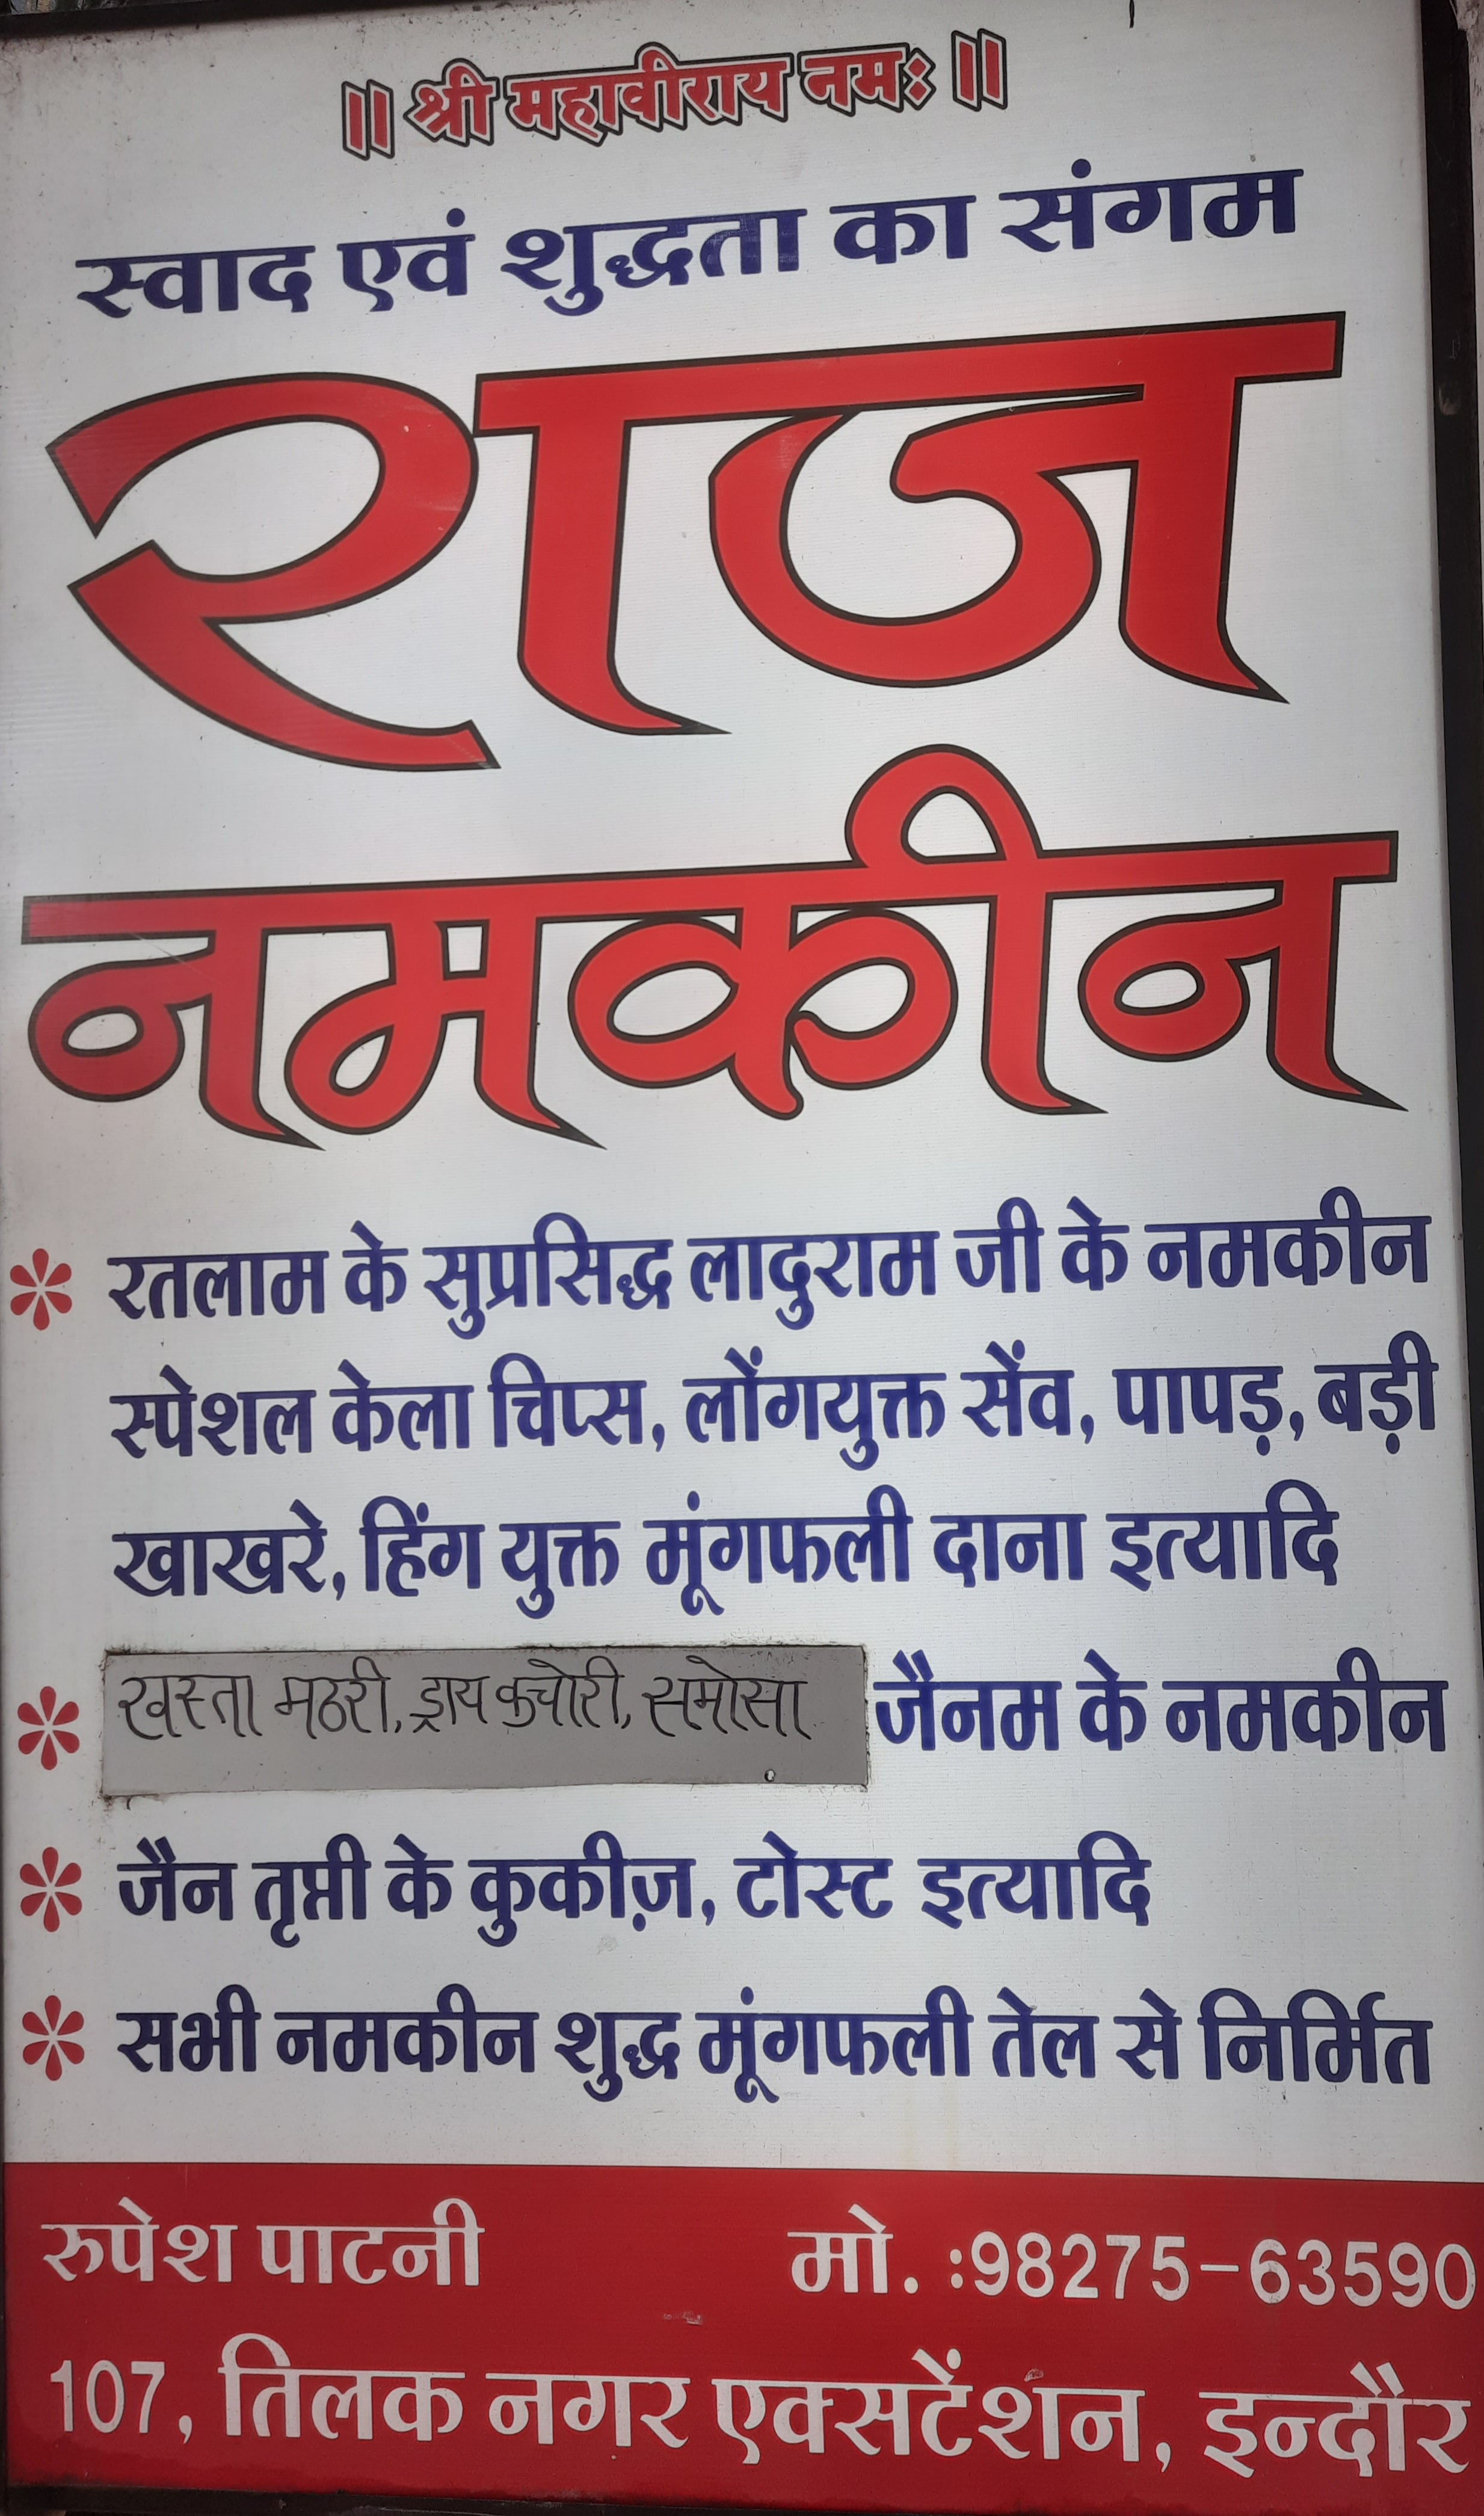 || श्री महावीराय नमः ||
स्वाद एवं शुद्धता का संगम
राज
नमकीन
* रतलाम के सुप्रसिद्ध लादुराम जी के नमकीन
स्पेशल केला चिप्स, लोंगयुक्त सेंव, पापड़, बड़ी
खाखरे, हिंग युक्त मूंगफली दाना इत्यादि
* खस्ता मठरी, ड्राय कचोरी, समोसा जैनम के नमकीन
* जैन तृप्ती के कुकीज़, टोस्ट इत्यादि
* सभी नमकीन शुद्ध मूंगफली तेल से निर्मित
रुपेश पाटनी मो. :98275-63590
107, तिलक नगर एक्सटेंशन, इन्दौर